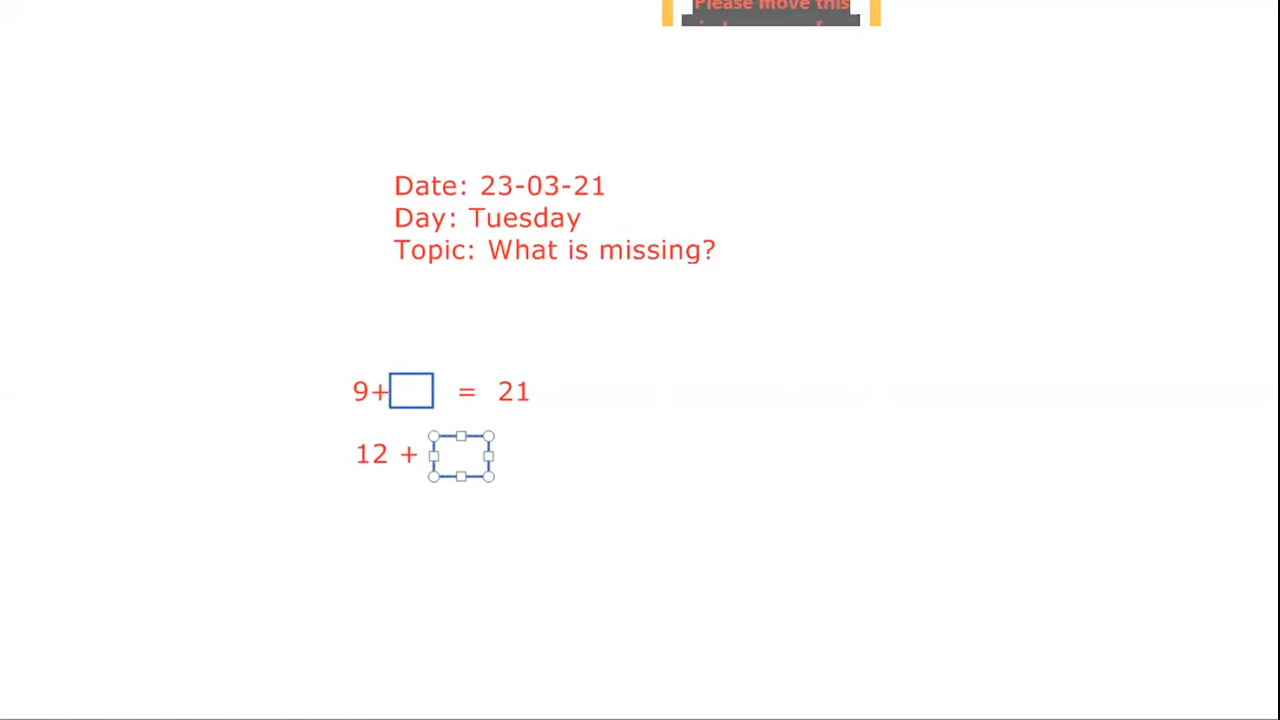 Please move this
Date: 23-03-21
Day: Tuesday
Topic: What is missing?
9+ = 21
12 +